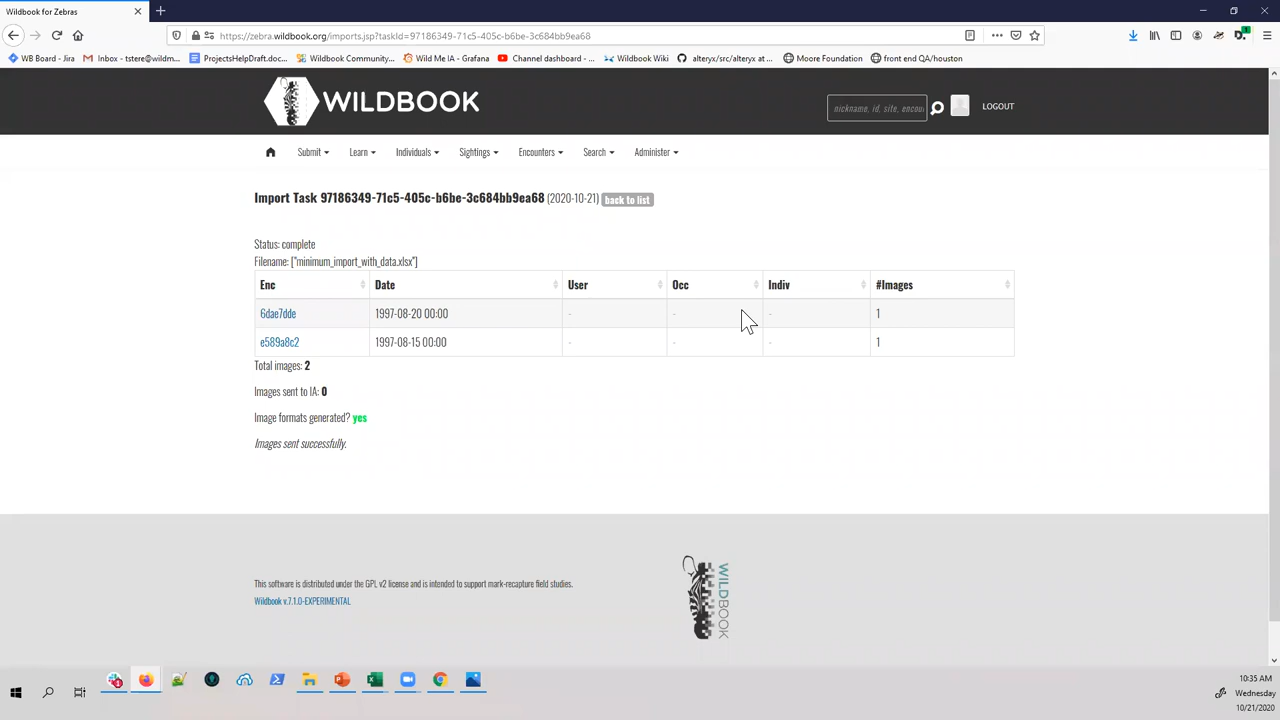 Wildbook for Zebras
https://zebra.wildbook.org/imports.jsp?taskId=97186349-71c5-405c-b6be-3c684bb9ea68
WB Board - Jira
Inbox - tstere@wildm...
ProjectsHelpDraft.doc...
Wildbook Community...
Wild Me IA - Grafana
Channel dashboard - ...
Wildbook Wiki
alteryx/src/alteryx at ...
Moore Foundation
front end QA/houston
WILDBOOK
nickname, id, site, encou
LOGOUT
Submit
Learn
Individuals
Sightings
Encounters
Search
Administer
Import Task 97186349-71c5-405c-b6be-3c684bb9ea68 (2020-10-21) back to list
Status: complete
Filename: ["minimum_import_with_data.xlsx"]
Enc Date User Occ Indiv #Images
6dae7dde 1997-08-20 00:00 - - - 1
e589a8c2 1997-08-15 00:00 - - - 1
Total images: 2
Images sent to IA: 0
Image formats generated? yes
Images sent successfully.
This software is distributed under the GPL v2 license and is intended to support mark-recapture field studies.
Wildbook v.7.1.0-EXPERIMENTAL
WILDBOOK
10:35 AM
Wednesday
10/21/2020